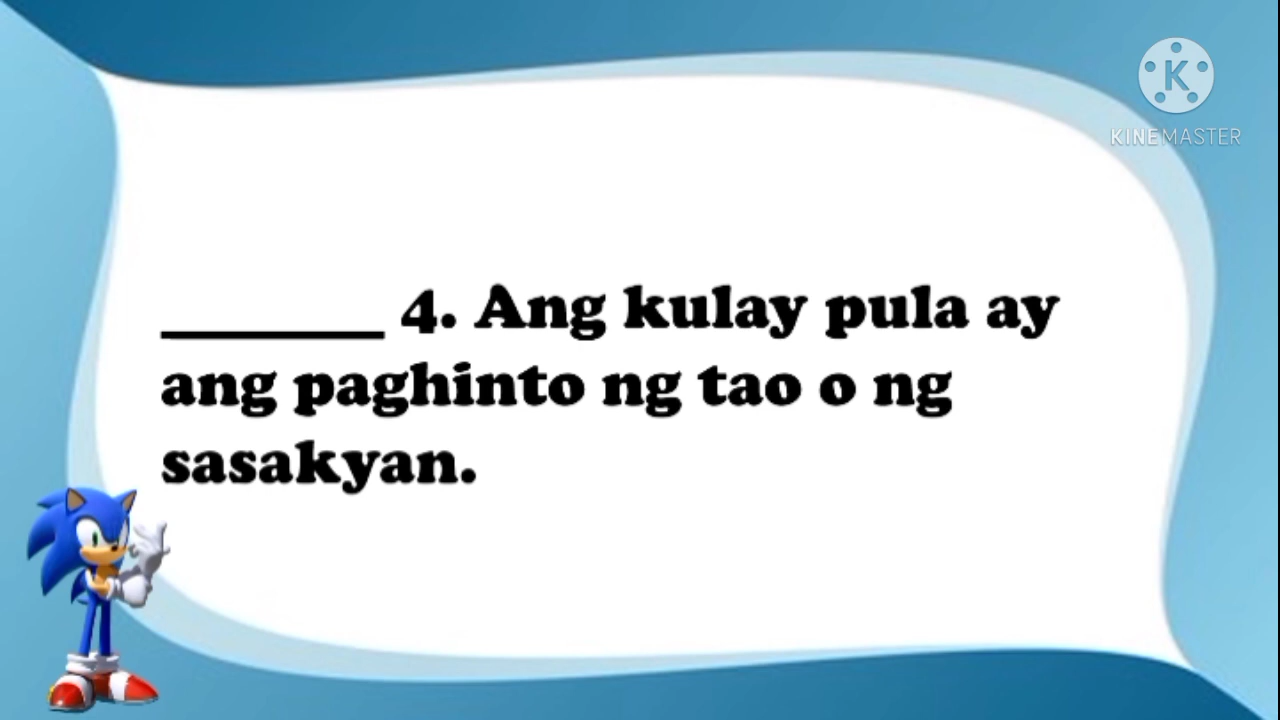 KINEMASTER
_______ 4. Ang kulay pula ay
ang paghinto ng tao o ng
sasakyan.